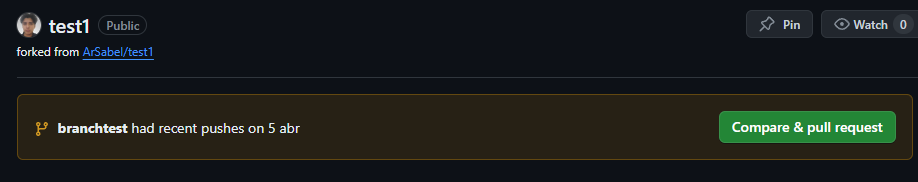 test1 Public Pin Watch 0
forked from ArSabel/test1
branchtest had recent pushes on 5 abr Compare & pull request